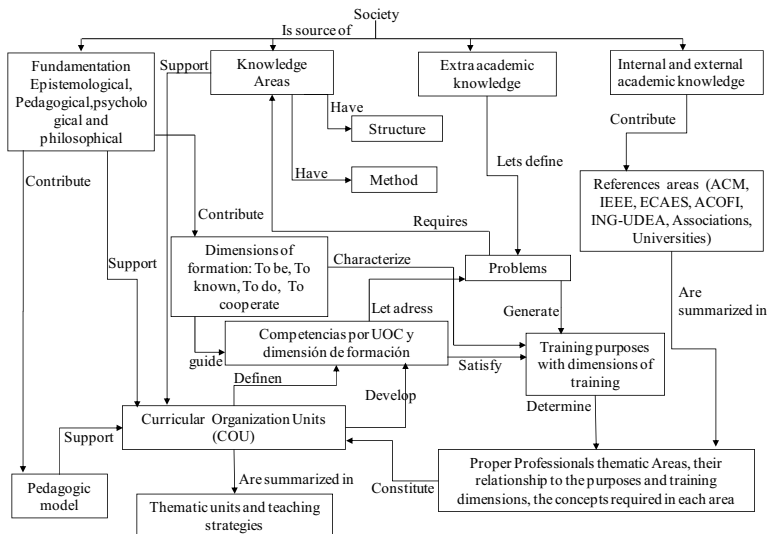 Society
Is source of
Fundamentation
Epistemological,
Pedagogical,psycholo
gical and
philosophical
Support
Knowledge
Areas
Extra academic
knowledge
Internal and external
academic knowledge
Have
Structure
Contribute
Have
Method
Lets define
Contribute
References areas (ACM,
IEEE, ECAES, ACOFI,
ING-UDEA, Associations,
Universities)
Contribute
Requires
Support
Dimensions of
formation: To be, To
known, To do, To
cooperate
Characterize
Problems
Let adress
Generate
Are
summarized in
guide
Competencias por UOC y
dimensión de formación
Satisfy
Training purposes
with dimensions of
training
Definen
Develop
Determine
Support
Curricular Organization Units
(COU)
Pedagogic
model
Are summarized in
Constitute
Proper Professionals thematic Areas, their
relationship to the purposes and training
dimensions, the concepts required in each area
Thematic units and teaching
strategies